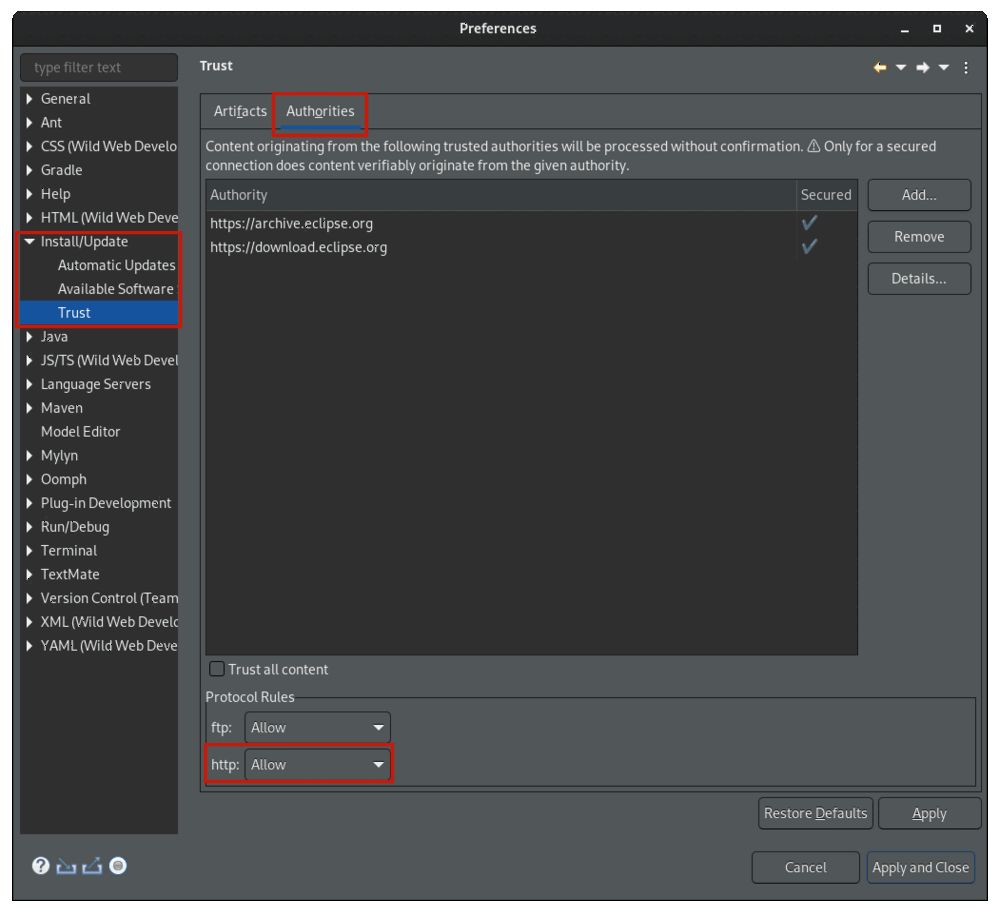 Preferences
type filter text
Trust
General
Ant
CSS (Wild Web Develo
Gradle
Help
HTML (Wild Web Deve
Install/Update
Automatic Updates
Available Software
Trust
Java
JS/TS (Wild Web Devel
Language Servers
Maven
Model Editor
Mylyn
Oomph
Plug-in Development
Run/Debug
Terminal
TextMate
Version Control (Team
XML (Wild Web Develo
YAML (Wild Web Deve
Artifacts Authorities
Content originating from the following trusted authorities will be processed without confirmation. ⚠ Only for a secured
connection does content verifiably originate from the given authority.
Authority Secured
https://archive.eclipse.org
https://download.eclipse.org
Add...
Remove
Details...
Trust all content
Protocol Rules
ftp: Allow
http: Allow
Restore Defaults Apply
Cancel Apply and Close